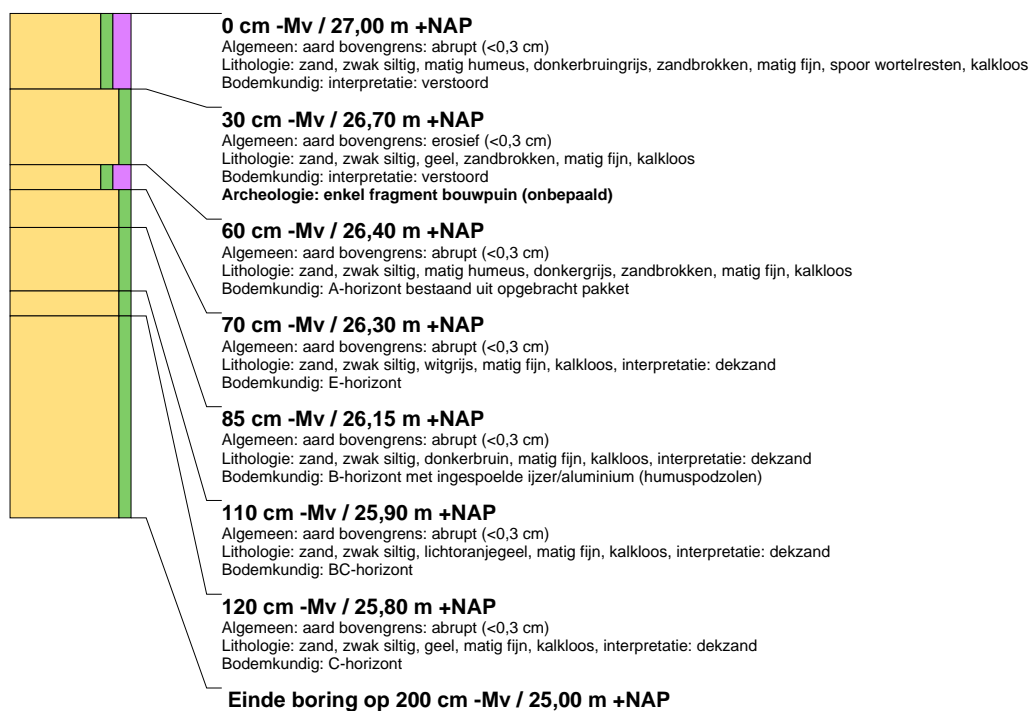 0 cm -Mv / 27,00 m +NAP
Algemeen: aard bovengrens: abrupt (<0,3 cm)
Lithologie: zand, zwak siltig, matig humeus, donkerbruingrijs, zandbrokken, matig fijn, spoor wortelresten, kalkloos
Bodemkundig: interpretatie: verstoord
30 cm -Mv / 26,70 m +NAP
Algemeen: aard bovengrens: erosief (<0,3 cm)
Lithologie: zand, zwak siltig, geel, zandbrokken, matig fijn, kalkloos
Bodemkundig: interpretatie: verstoord
Archeologie: enkel fragment bouwpuin (onbepaald)
60 cm -Mv / 26,40 m +NAP
Algemeen: aard bovengrens: abrupt (<0,3 cm)
Lithologie: zand, zwak siltig, matig humeus, donkergrijs, zandbrokken, matig fijn, kalkloos
Bodemkundig: A-horizont bestaand uit opgebracht pakket
70 cm -Mv / 26,30 m +NAP
Algemeen: aard bovengrens: abrupt (<0,3 cm)
Lithologie: zand, zwak siltig, witgrijs, matig fijn, kalkloos, interpretatie: dekzand
Bodemkundig: E-horizont
85 cm -Mv / 26,15 m +NAP
Algemeen: aard bovengrens: abrupt (<0,3 cm)
Lithologie: zand, zwak siltig, donkerbruin, matig fijn, kalkloos, interpretatie: dekzand
Bodemkundig: B-horizont met ingespoelde ijzer/aluminium (humuspodzolen)
110 cm -Mv / 25,90 m +NAP
Algemeen: aard bovengrens: abrupt (<0,3 cm)
Lithologie: zand, zwak siltig, lichtoranjegeel, matig fijn, kalkloos, interpretatie: dekzand
Bodemkundig: BC-horizont
120 cm -Mv / 25,80 m +NAP
Algemeen: aard bovengrens: abrupt (<0,3 cm)
Lithologie: zand, zwak siltig, geel, matig fijn, kalkloos, interpretatie: dekzand
Bodemkundig: C-horizont
Einde boring op 200 cm -Mv / 25,00 m +NAP